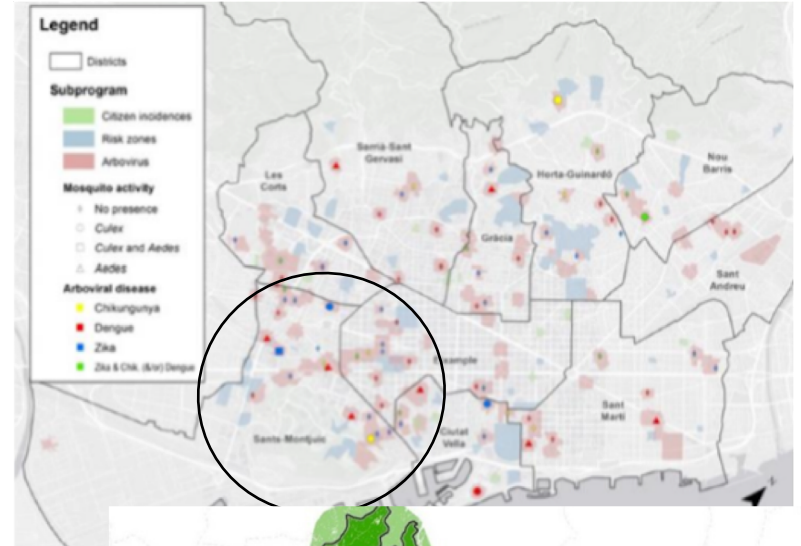 Legend
Districts
Subprogram
Citizen incidences
Risk zones
Arbovirus
Mosquito activity
No presence
Culex
Culex and Aedes
Aedes
Arboviral disease
Chikungunya
Dengue
Zika
Zika & Chik. (&/or) Dengue
Sarrià-Sant
Gervasi
Les
Corts
Horta-Guinardó
Nou
Barris
Gràcia
Sant
Andreu
Eixample
Sant
Martí
Ciutat
Vella
Sants-Montjuïc